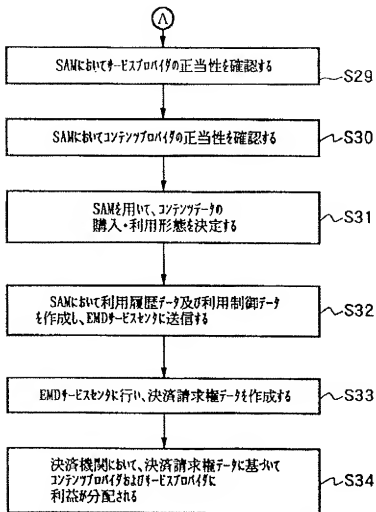 A
SAMにおいてサービスプロバイダの正当性を確認する
S29
SAMにおいてコンテンツプロバイダの正当性を確認する
S30
SAMを用いて、コンテンツデータの
購入・利用形態を決定する
S31
SAMにおいて利用履歴データ及び利用制御データ
を作成し、EMDサービスセンタに送信する
S32
EMDサービスセンタに行い、決済請求権データを作成する
S33
決済機関において、決済請求権データに基づいて
コンテンツプロバイダおよびサービスプロバイダに
利益が分配される
S34